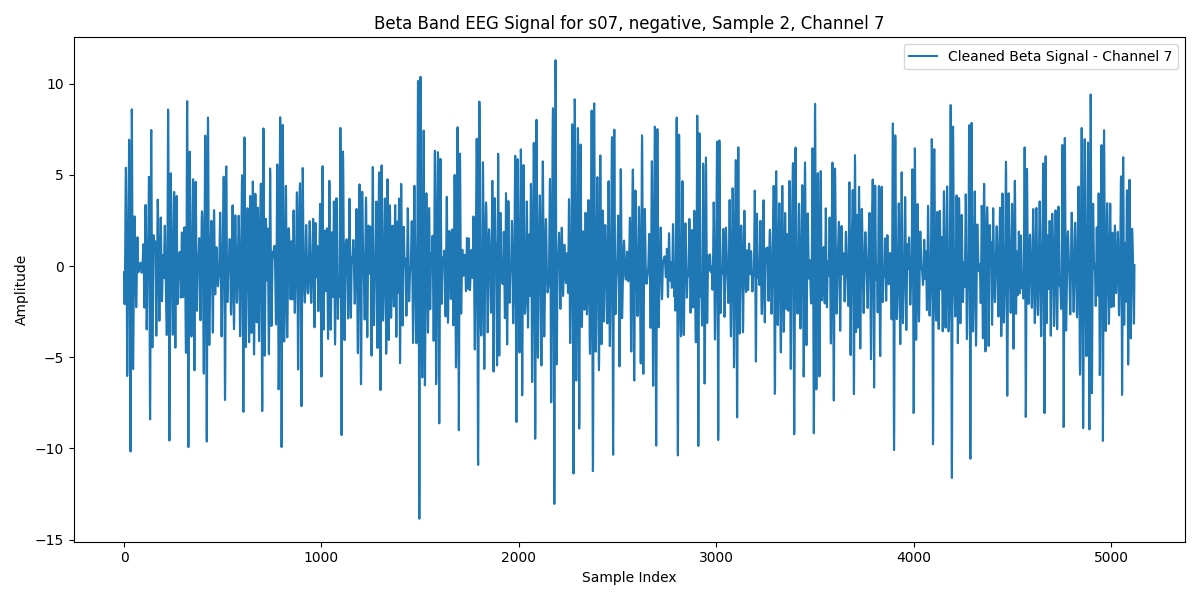 Beta Band EEG Signal for s07, negative, Sample 2, Channel 7
Cleaned Beta Signal - Channel 7
10
5
0
−5
−10
−15
Amplitude
0 1000 2000 3000 4000 5000
Sample Index